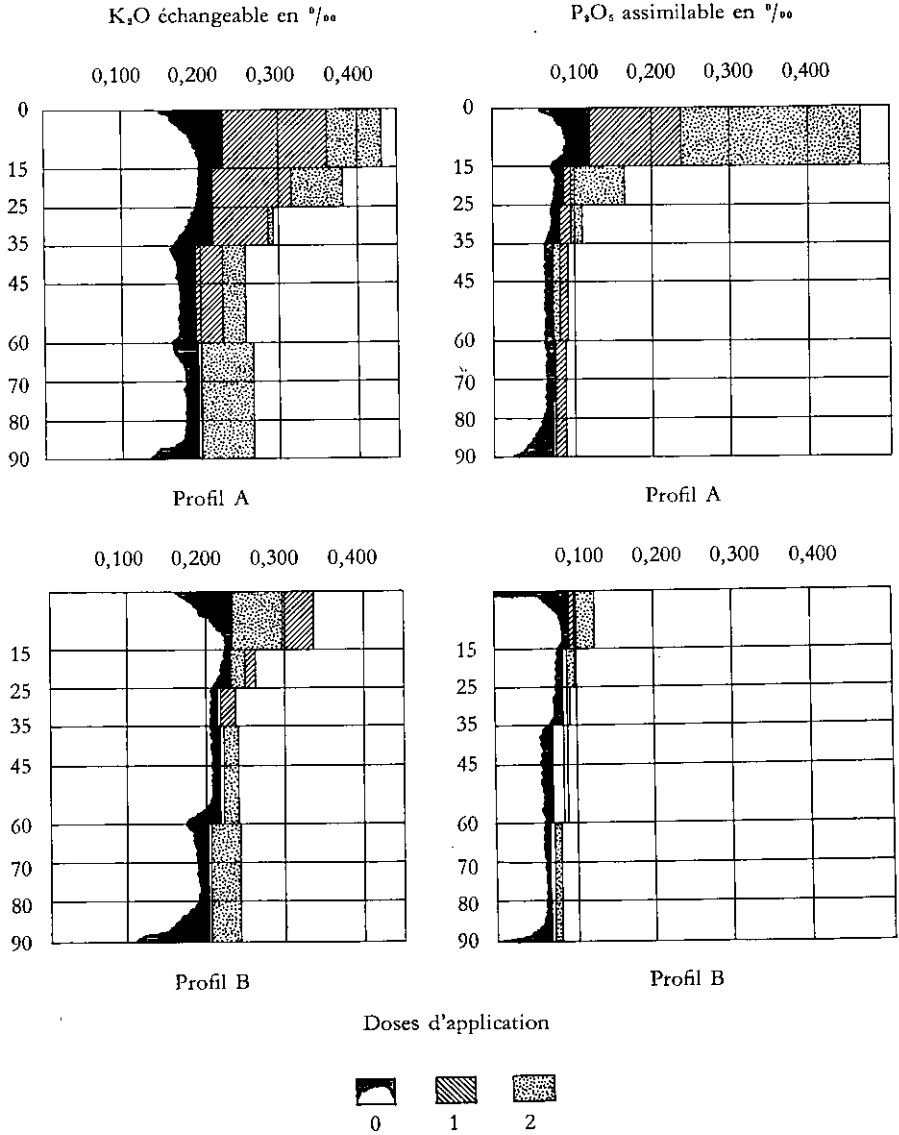 K₂O échangeable en ⁰/₀₀
P₂O₅ assimilable en ⁰/₀₀
0,100 0,200 0,300 0,400
0,100 0,200 0,300 0,400
0
15
25
35
45
60
70
80
90
0
15
25
35
45
60
70
80
90
Profil A
Profil A
0,100 0,200 0,300 0,400
0,100 0,200 0,300 0,400
15
25
35
45
60
70
80
90
15
25
35
45
60
70
80
90
Profil B
Profil B
Doses d'application
0 1 2